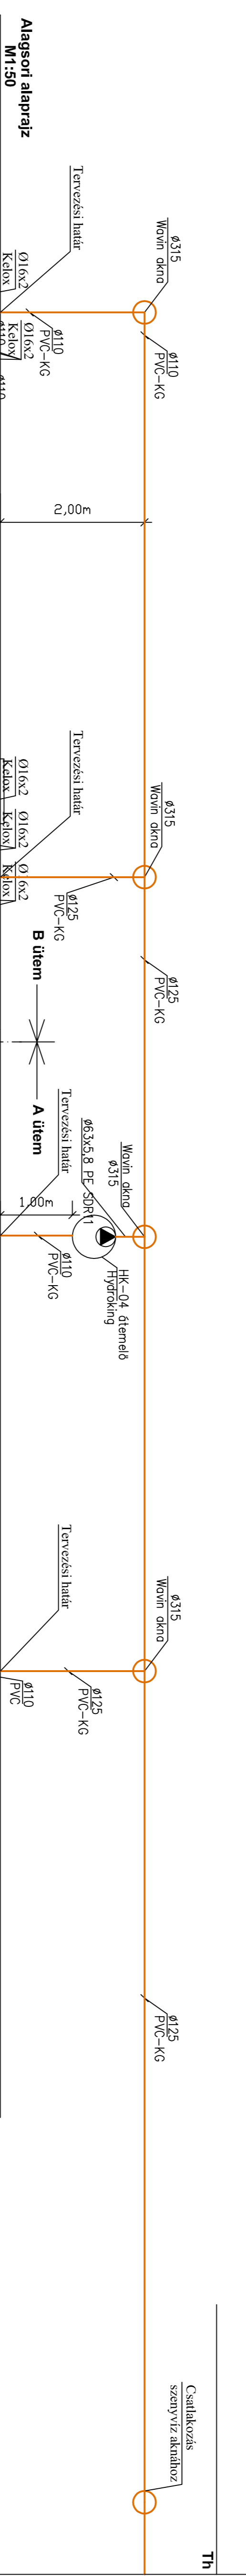 Alagsori alaprajz
M1:50
Tervezési határ
ø315
Wavin akna
ø110
PVC-KG
ø110
PVC-KG
Ø16x2
Kelox
Ø16x2
Kelox
2,00m
Tervezési határ
ø315
Wavin akna
Ø16x2
Kelox
Ø16x2
Kelox
Ø16x2
Kelox
ø125
PVC-KG
ø125
PVC-KG
B ütem
A ütem
Tervezési határ
1,00m
ø63x5,8 PE SDR11
Wavin akna
ø315
HK-04 átemelő
Hydroking
ø110
PVC-KG
Tervezési határ
ø315
Wavin akna
ø110
PVC
ø125
PVC-KG
ø125
PVC-KG
Csatlakozás
szenyvíz aknához
Th